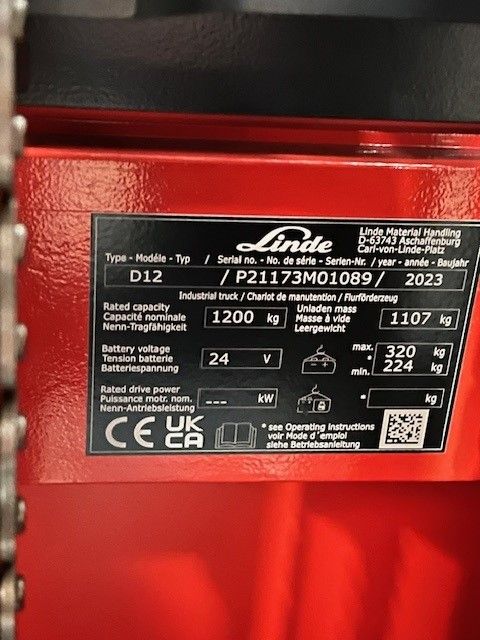 Linde
Linde Material Handling
D-63743 Aschaffenburg
Carl-von-Linde-Platz
Type - Modéle - Typ / Serial no. - No. de série - Serien-Nr. / year - année - Baujahr
D12 / P21173M01089 / 2023
Industrial truck / Chariot de manutention / Flurförderzeug
Rated capacity
Capacité nominale
Nenn-Tragfähigkeit
1200 kg
Unladen mass
Masse à vide
Leergewicht
1107 kg
Battery voltage
Tension batterie
Batteriespannung
24 V
max. 320 kg
*
min. 224 kg
Rated drive power
Puissance motr. nom.
Nenn-Antriebsleistung
--- kW
* kg
CE UK
CA
* see Operating instructions
voir Mode d'emploi
siehe Betriebsanleitung